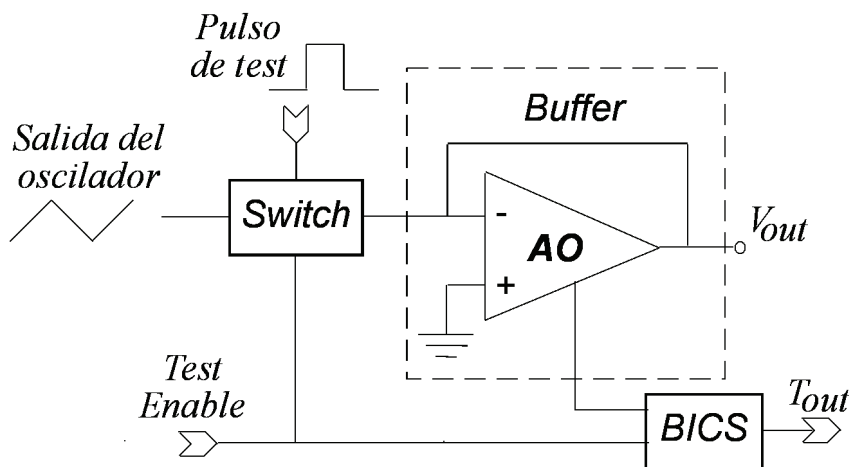 Pulso
de test
Buffer
Salida del
oscilador
Switch
-
AO
+
Vout
Test
Enable
BICS
Tout